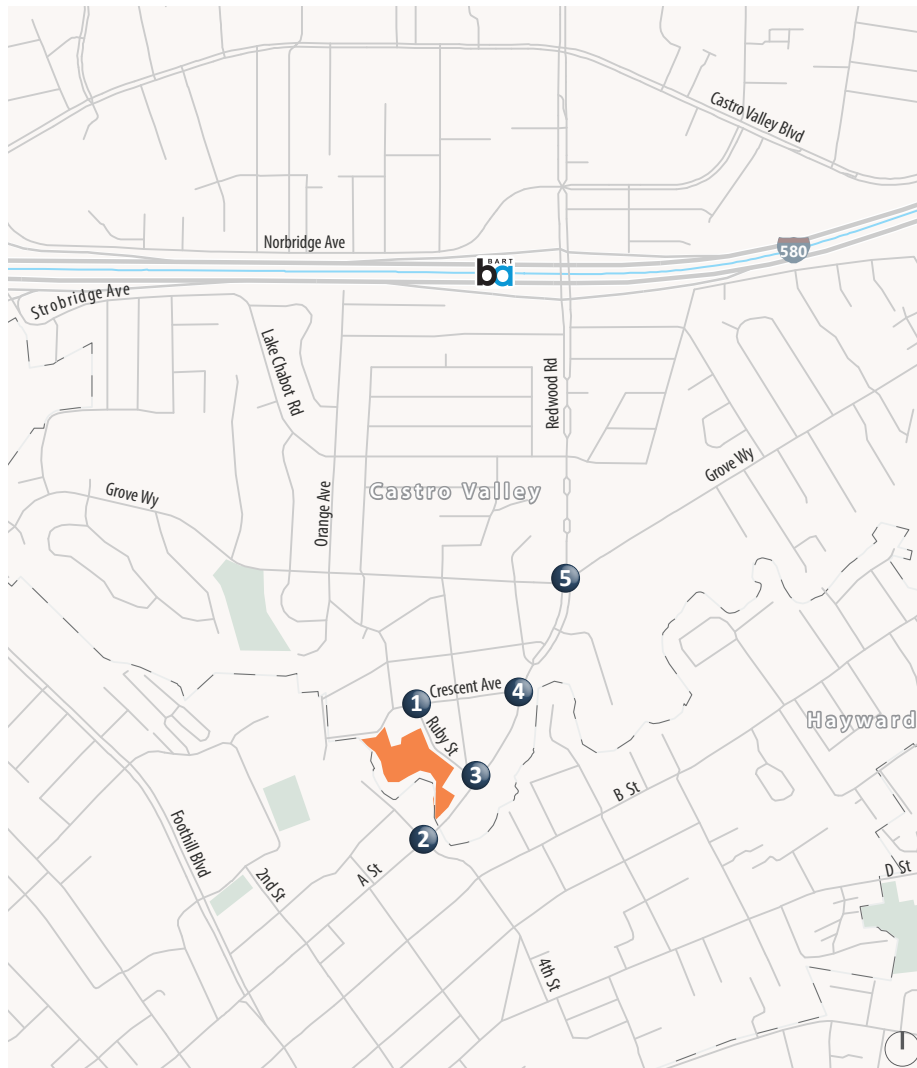 Castro Valley Blvd
Norbridge Ave
580
BART
ba
Strobridge Ave
Lake Chabot Rd
Redwood Rd
Grove Wy
Castro Valley
Grove Wy
Orange Ave
5
Crescent Ave
4
1
Ruby St
Hayward
3
B St
2
Foothill Blvd
A St
D St
2nd St
4th St